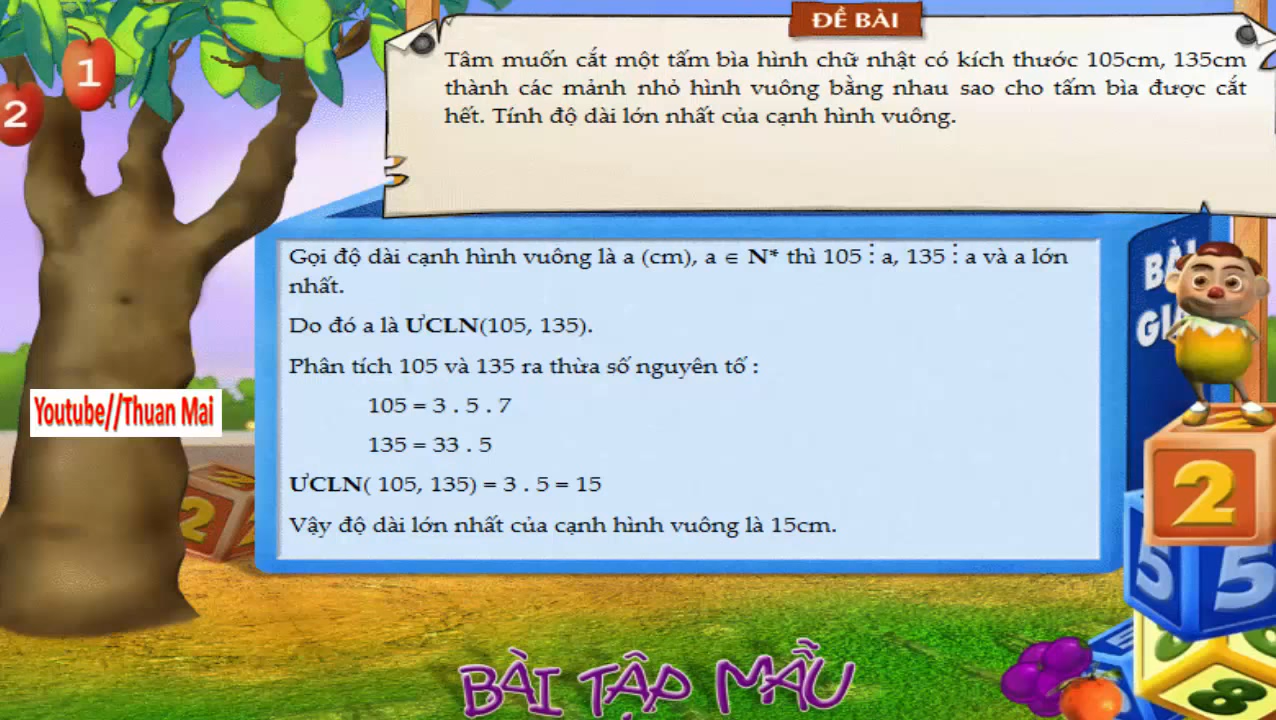 ĐỀ BÀI
Tâm muốn cắt một tấm bìa hình chữ nhật có kích thước 105cm, 135cm
thành các mảnh nhỏ hình vuông bằng nhau sao cho tấm bìa được cắt
hết. Tính độ dài lớn nhất của cạnh hình vuông.
1
2
BÀI
Gọi độ dài cạnh hình vuông là a (cm), a ∈ N* thì 105 ⋮ a, 135 ⋮ a và a lớn
nhất.
Do đó a là ƯCLN(105, 135).
Phân tích 105 và 135 ra thừa số nguyên tố :
105 = 3 . 5 . 7
135 = 33 . 5
ƯCLN( 105, 135) = 3 . 5 = 15
Vậy độ dài lớn nhất của cạnh hình vuông là 15cm.
Youtube//Thuan Mai
2
2
5 5
8
BÀI TẬP MẪU